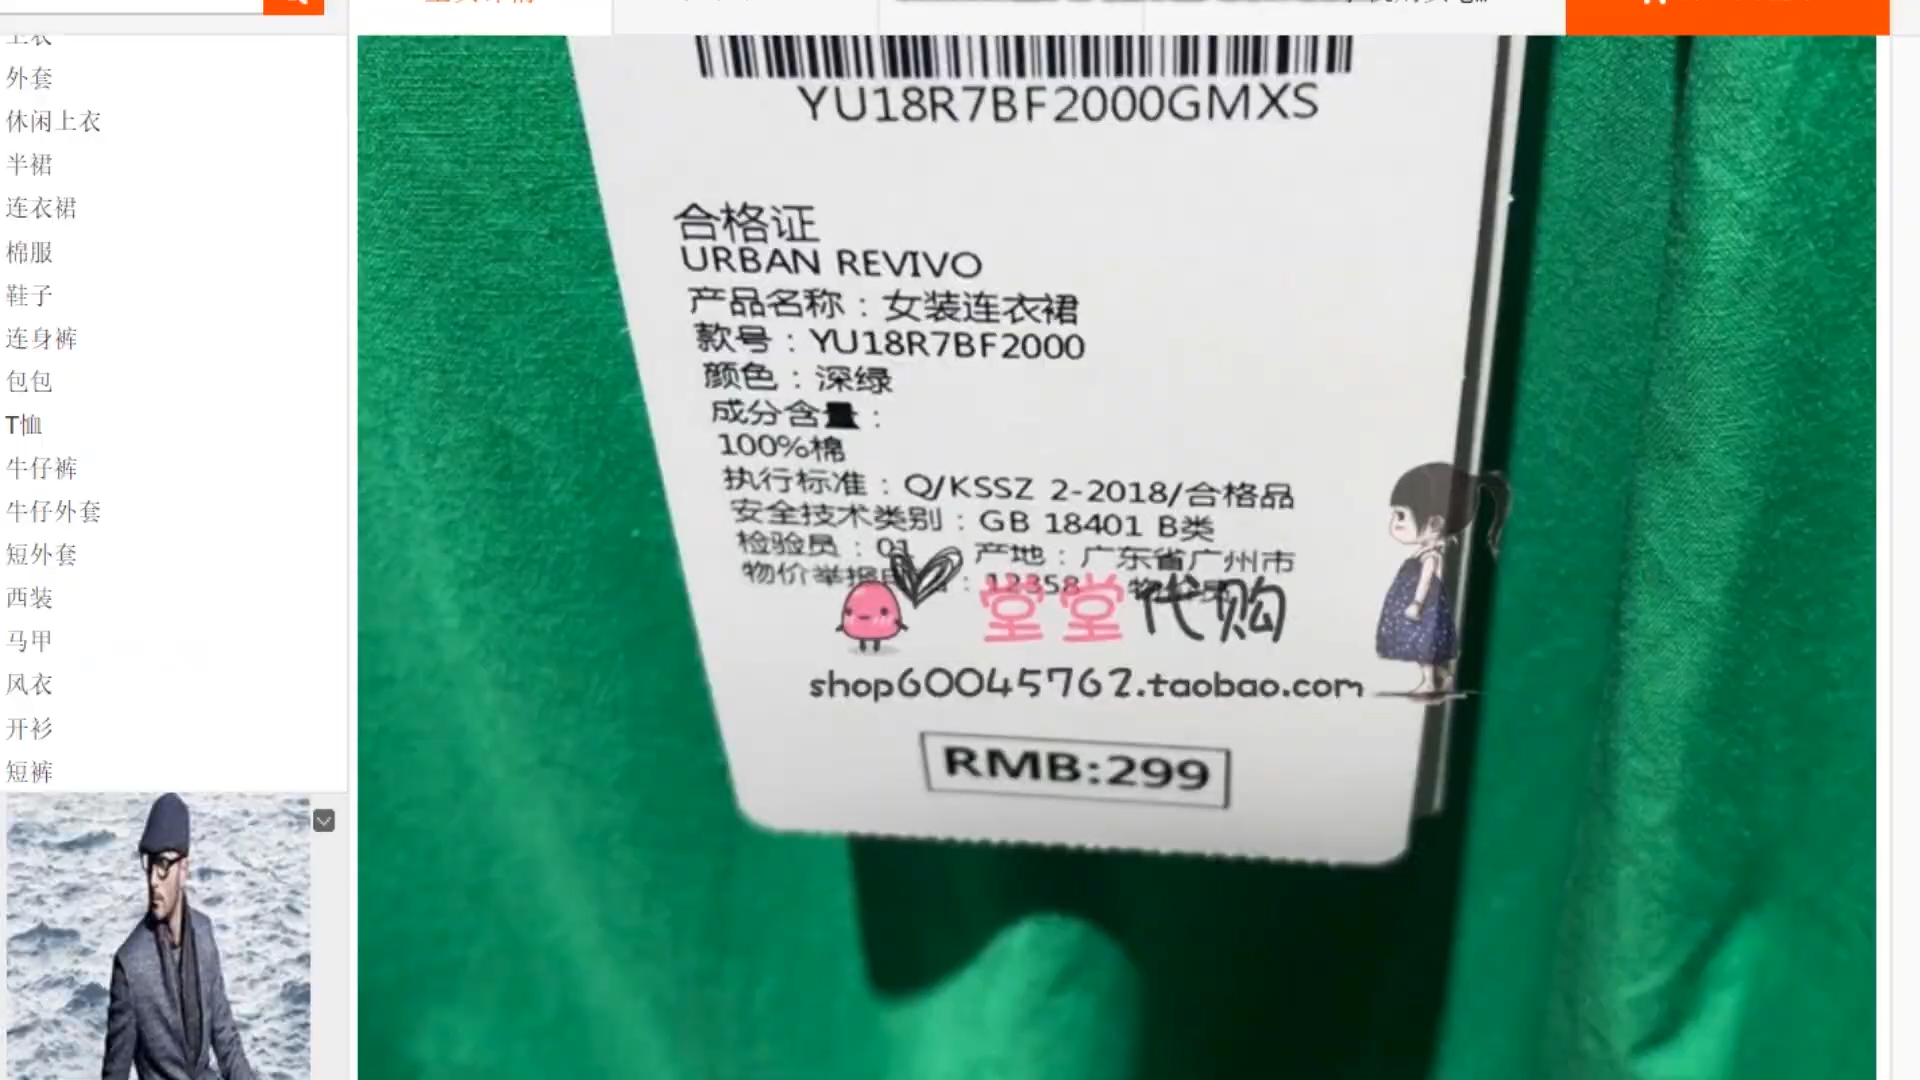 外套
休闲上衣
半裙
连衣裙
棉服
鞋子
连身裤
包包
T恤
牛仔裤
牛仔外套
短外套
西装
马甲
风衣
开衫
短裤
YU18R7BF2000GMXS
合格证
URBAN REVIVO
产品名称：女装连衣裙
款号：YU18R7BF2000
颜色：深绿
成分含量：
100%棉
执行标准：Q/KSSZ 2-2018/合格品
安全技术类别：GB 18401 B类
检验员：01 产地：广东省广州市
物价举报 ：12358
堂堂代购
shop60045762.taobao.com
RMB:299